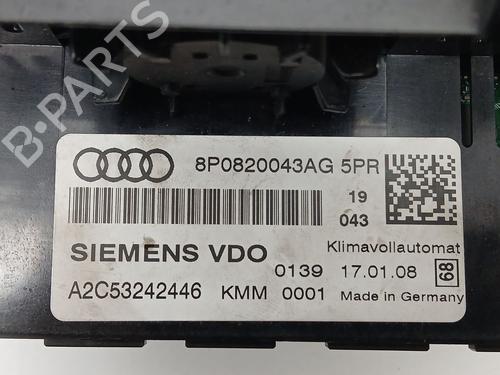 B-PARTS
8P0820043AG 5PR
19
043
SIEMENS VDO
Klimavollautomat
0139 17.01.08 68
A2C53242446 KMM 0001 Made in Germany